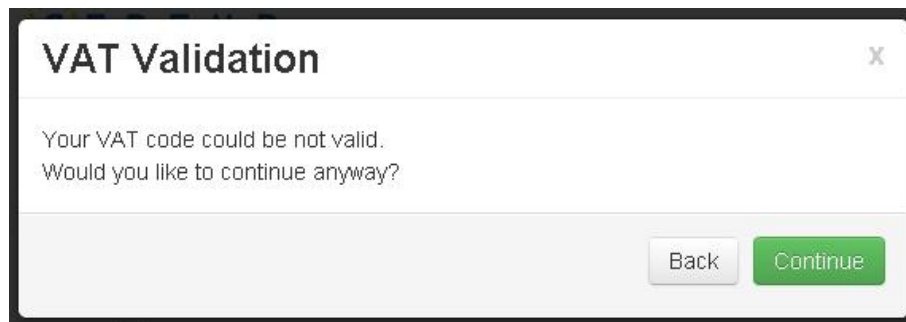 VAT Validation
x
Your VAT code could be not valid.
Would you like to continue anyway?
Back
Continue